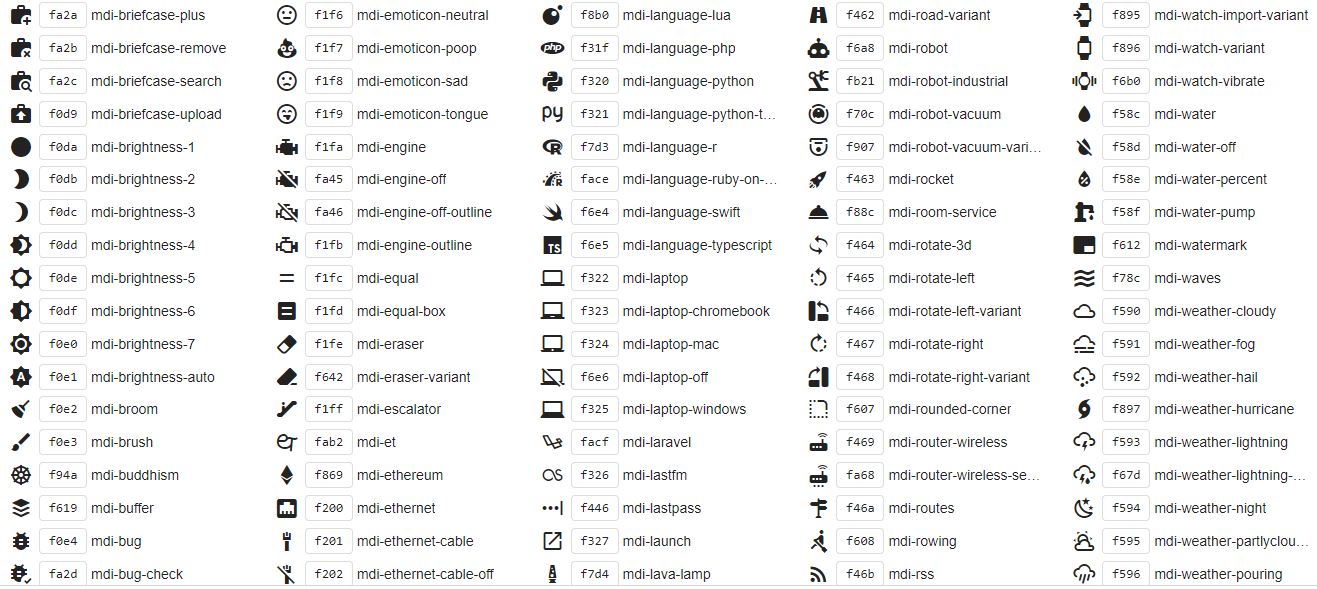 fa2a mdi-briefcase-plus f1f6 mdi-emoticon-neutral f8b0 mdi-language-lua f462 mdi-road-variant f895 mdi-watch-import-variant
fa2b mdi-briefcase-remove f1f7 mdi-emoticon-poop php f31f mdi-language-php f6a8 mdi-robot f896 mdi-watch-variant
fa2c mdi-briefcase-search f1f8 mdi-emoticon-sad f320 mdi-language-python fb21 mdi-robot-industrial f6b0 mdi-watch-vibrate
f0d9 mdi-briefcase-upload f1f9 mdi-emoticon-tongue py f321 mdi-language-python-t… f70c mdi-robot-vacuum f58c mdi-water
f0da mdi-brightness-1 f1fa mdi-engine R f7d3 mdi-language-r f907 mdi-robot-vacuum-vari… f58d mdi-water-off
f0db mdi-brightness-2 fa45 mdi-engine-off R face mdi-language-ruby-on-… f463 mdi-rocket f58e mdi-water-percent
f0dc mdi-brightness-3 fa46 mdi-engine-off-outline f6e4 mdi-language-swift f88c mdi-room-service f58f mdi-water-pump
f0dd mdi-brightness-4 f1fb mdi-engine-outline TS f6e5 mdi-language-typescript f464 mdi-rotate-3d f612 mdi-watermark
f0de mdi-brightness-5 f1fc mdi-equal f322 mdi-laptop f465 mdi-rotate-left f78c mdi-waves
f0df mdi-brightness-6 f1fd mdi-equal-box f323 mdi-laptop-chromebook f466 mdi-rotate-left-variant f590 mdi-weather-cloudy
f0e0 mdi-brightness-7 f1fe mdi-eraser f324 mdi-laptop-mac f467 mdi-rotate-right f591 mdi-weather-fog
A f0e1 mdi-brightness-auto f642 mdi-eraser-variant f6e6 mdi-laptop-off f468 mdi-rotate-right-variant f592 mdi-weather-hail
f0e2 mdi-broom f1ff mdi-escalator f325 mdi-laptop-windows f607 mdi-rounded-corner f897 mdi-weather-hurricane
f0e3 mdi-brush fab2 mdi-et facf mdi-laravel f469 mdi-router-wireless f593 mdi-weather-lightning
f94a mdi-buddhism f869 mdi-ethereum f326 mdi-lastfm fa68 mdi-router-wireless-se… f67d mdi-weather-lightning-…
f619 mdi-buffer f200 mdi-ethernet f446 mdi-lastpass f46a mdi-routes f594 mdi-weather-night
f0e4 mdi-bug f201 mdi-ethernet-cable f327 mdi-launch f608 mdi-rowing f595 mdi-weather-partlyclou…
fa2d mdi-bug-check f202 mdi-ethernet-cable-off f7d4 mdi-lava-lamp f46b mdi-rss f596 mdi-weather-pouring